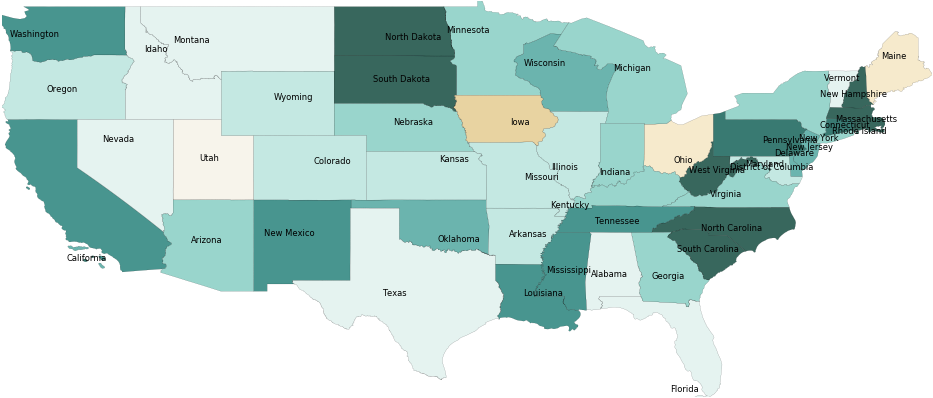 Washington
North Dakota
Minnesota
Montana
Idaho
Maine
Wisconsin
Michigan
South Dakota
Vermont
Oregon
Wyoming
New Hampshire
Massachusetts
Nebraska
Iowa
Connecticut
Rhode Island
Nevada
New York
Pennsylvania
New Jersey
Delaware
Utah
Colorado
Kansas
Ohio
Maryland
District of Columbia
Illinois
Indiana
West Virginia
Missouri
Virginia
Kentucky
Tennessee
North Carolina
New Mexico
Arkansas
Arizona
Oklahoma
South Carolina
California
Mississippi
Alabama
Georgia
Texas
Louisiana
Florida